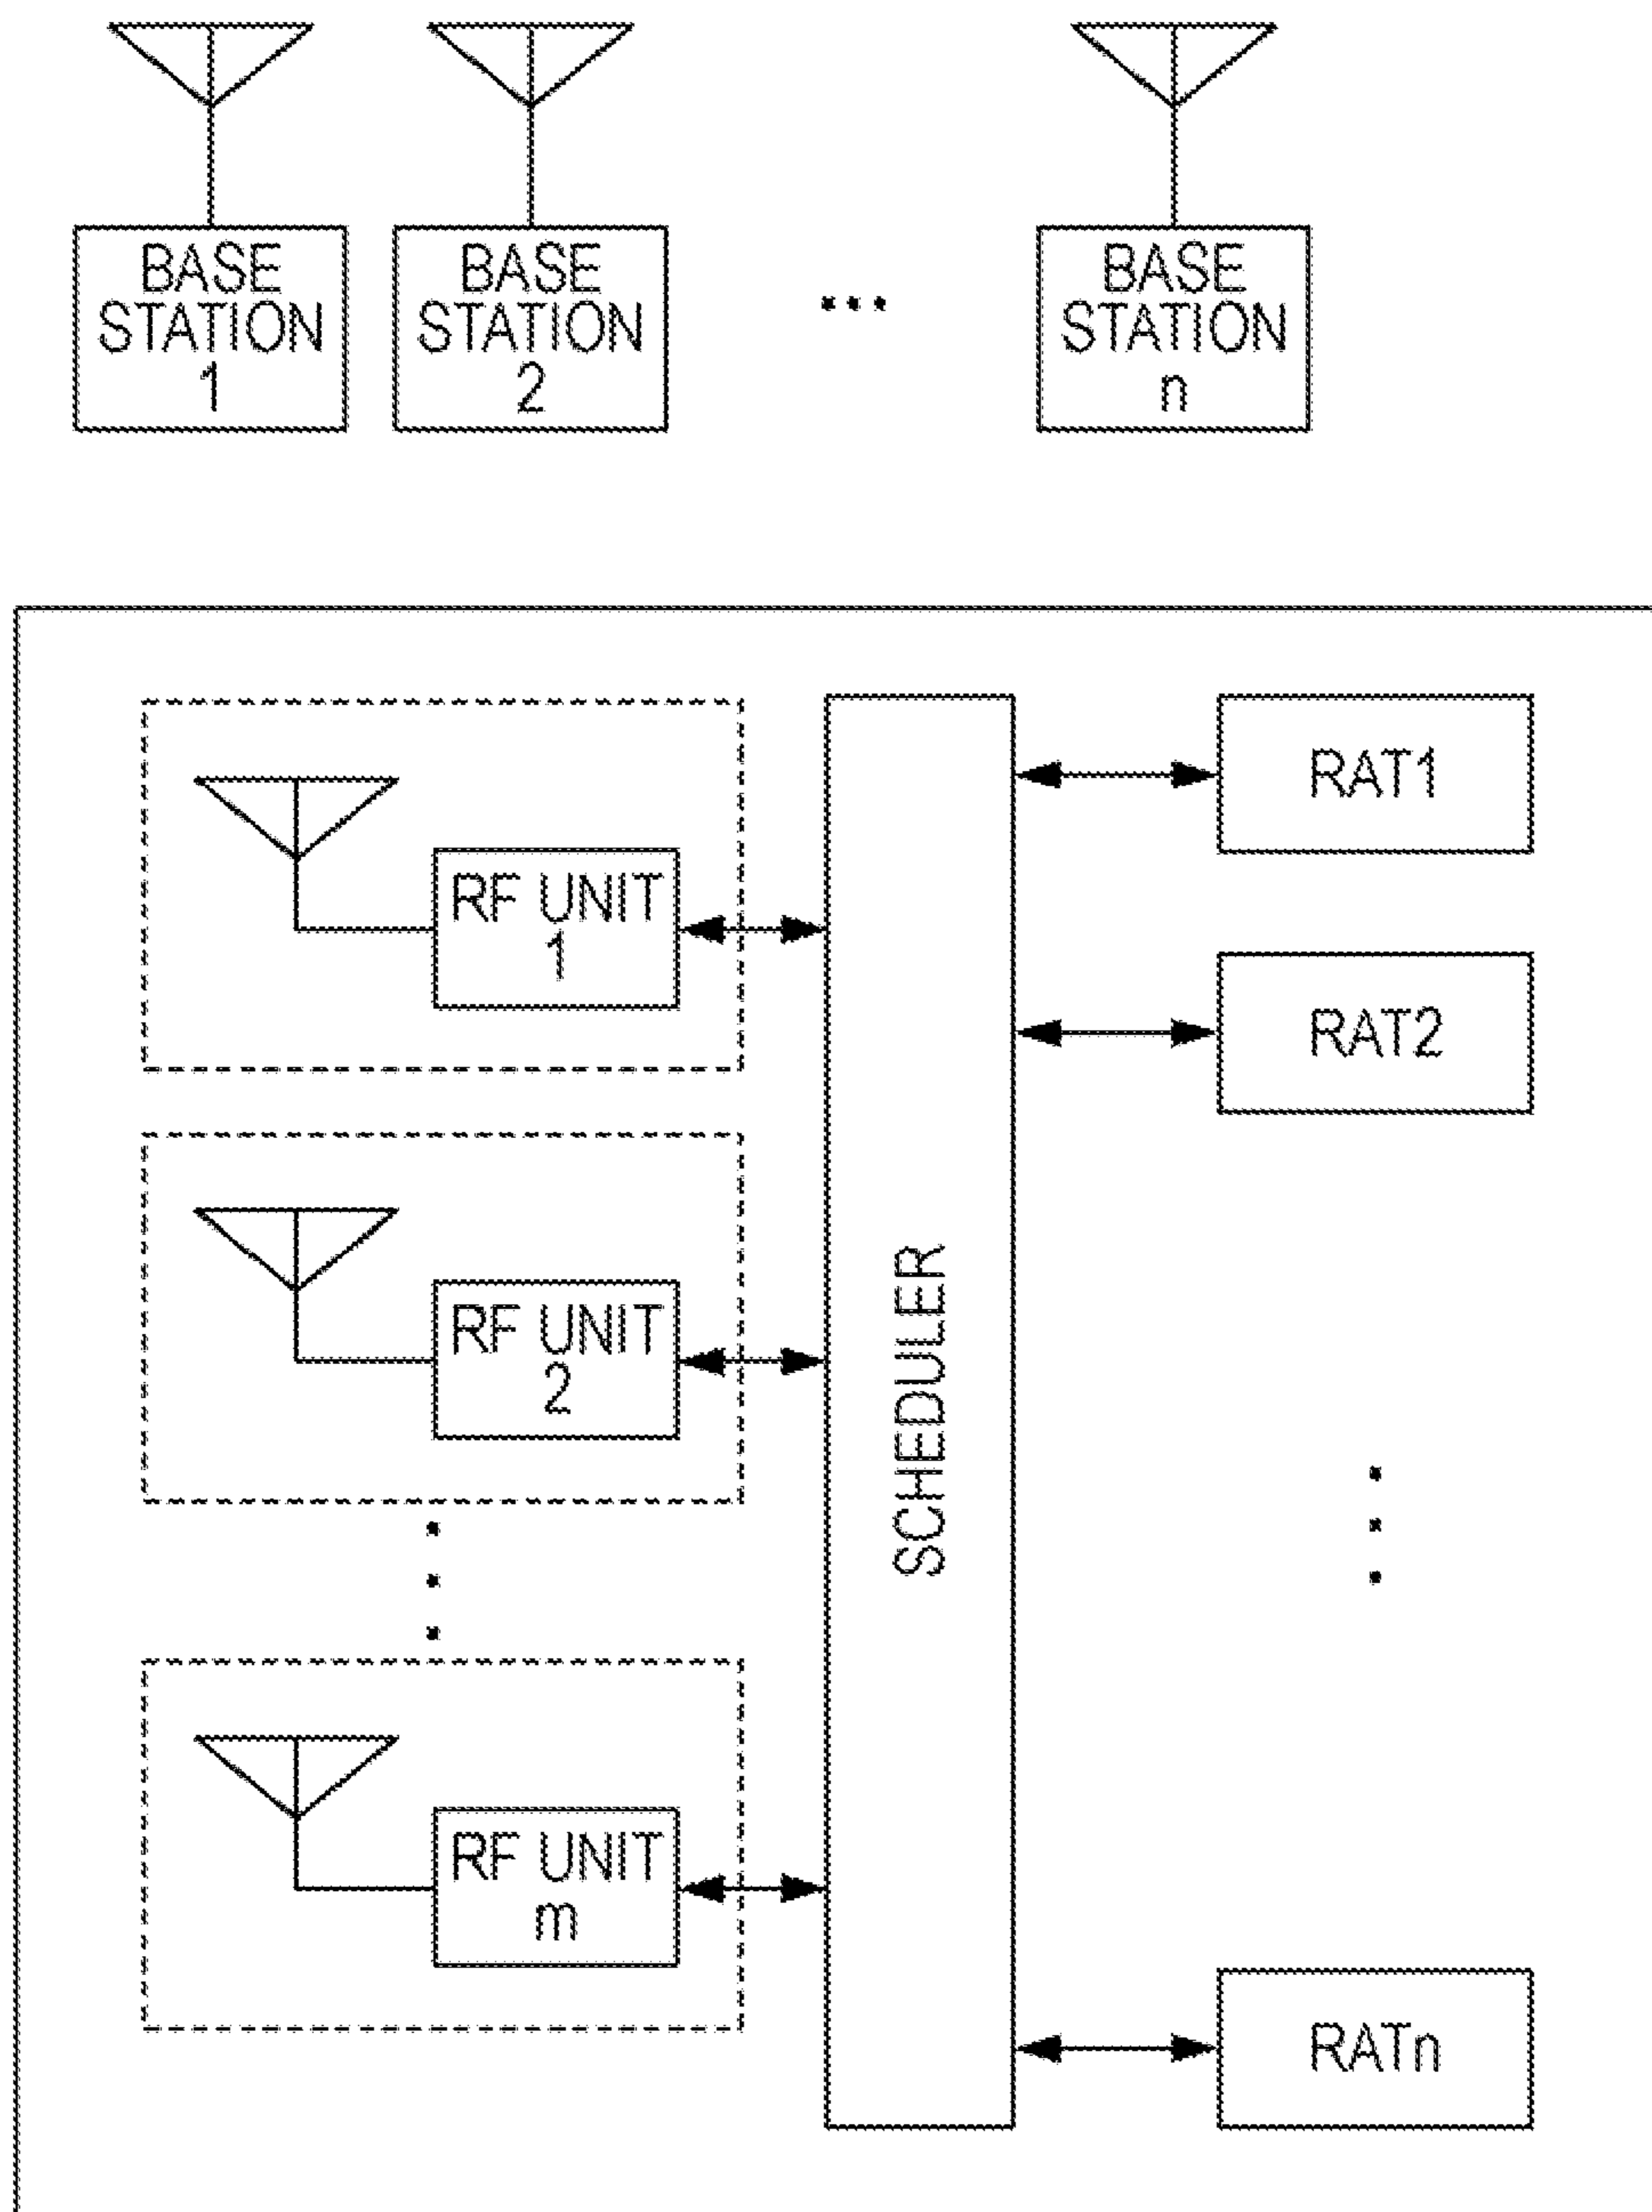 BASE
STATION
1
BASE
STATION
2
...
BASE
STATION
n
RF UNIT
1
RF UNIT
2
RF UNIT
m
SCHEDULER
RAT1
RAT2
RATn